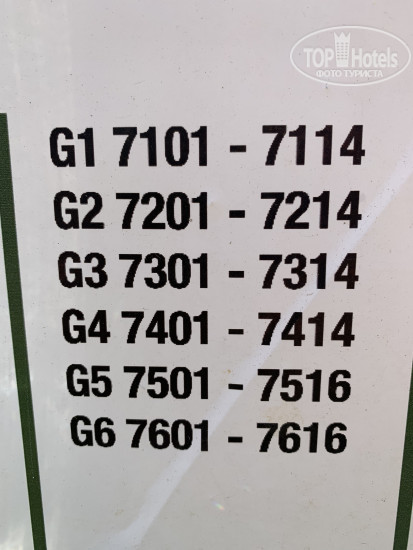 TOP Hotels
ФОТО ТУРИСТА
G1 7101 - 7114
G2 7201 - 7214
G3 7301 - 7314
G4 7401 - 7414
G5 7501 - 7516
G6 7601 - 7616